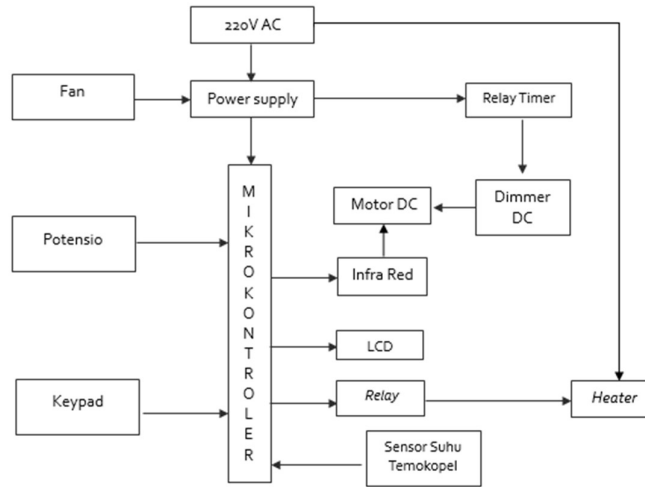 220V AC
Fan
Power supply
Relay Timer
MIKROKONTROLER
Motor DC
Dimmer
DC
Potensio
Infra Red
LCD
Keypad
Relay
Heater
Sensor Suhu
Temokopel